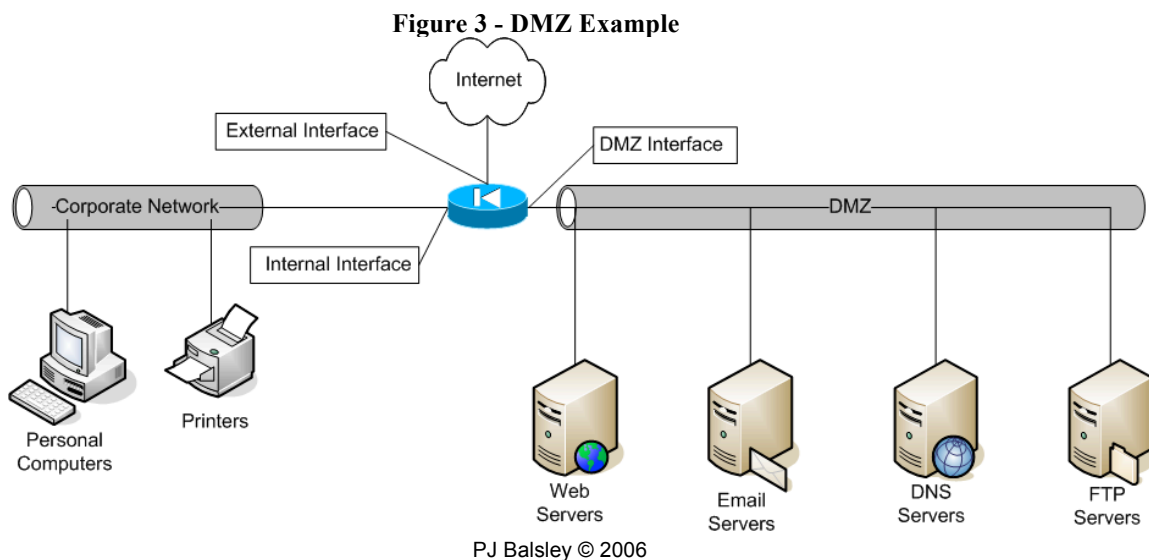 Figure 3 - DMZ Example
Internet
External Interface
DMZ Interface
Corporate Network
DMZ
Internal Interface
Personal
Computers
Printers
Web
Servers
Email
Servers
DNS
Servers
FTP
Servers
PJ Balsley © 2006